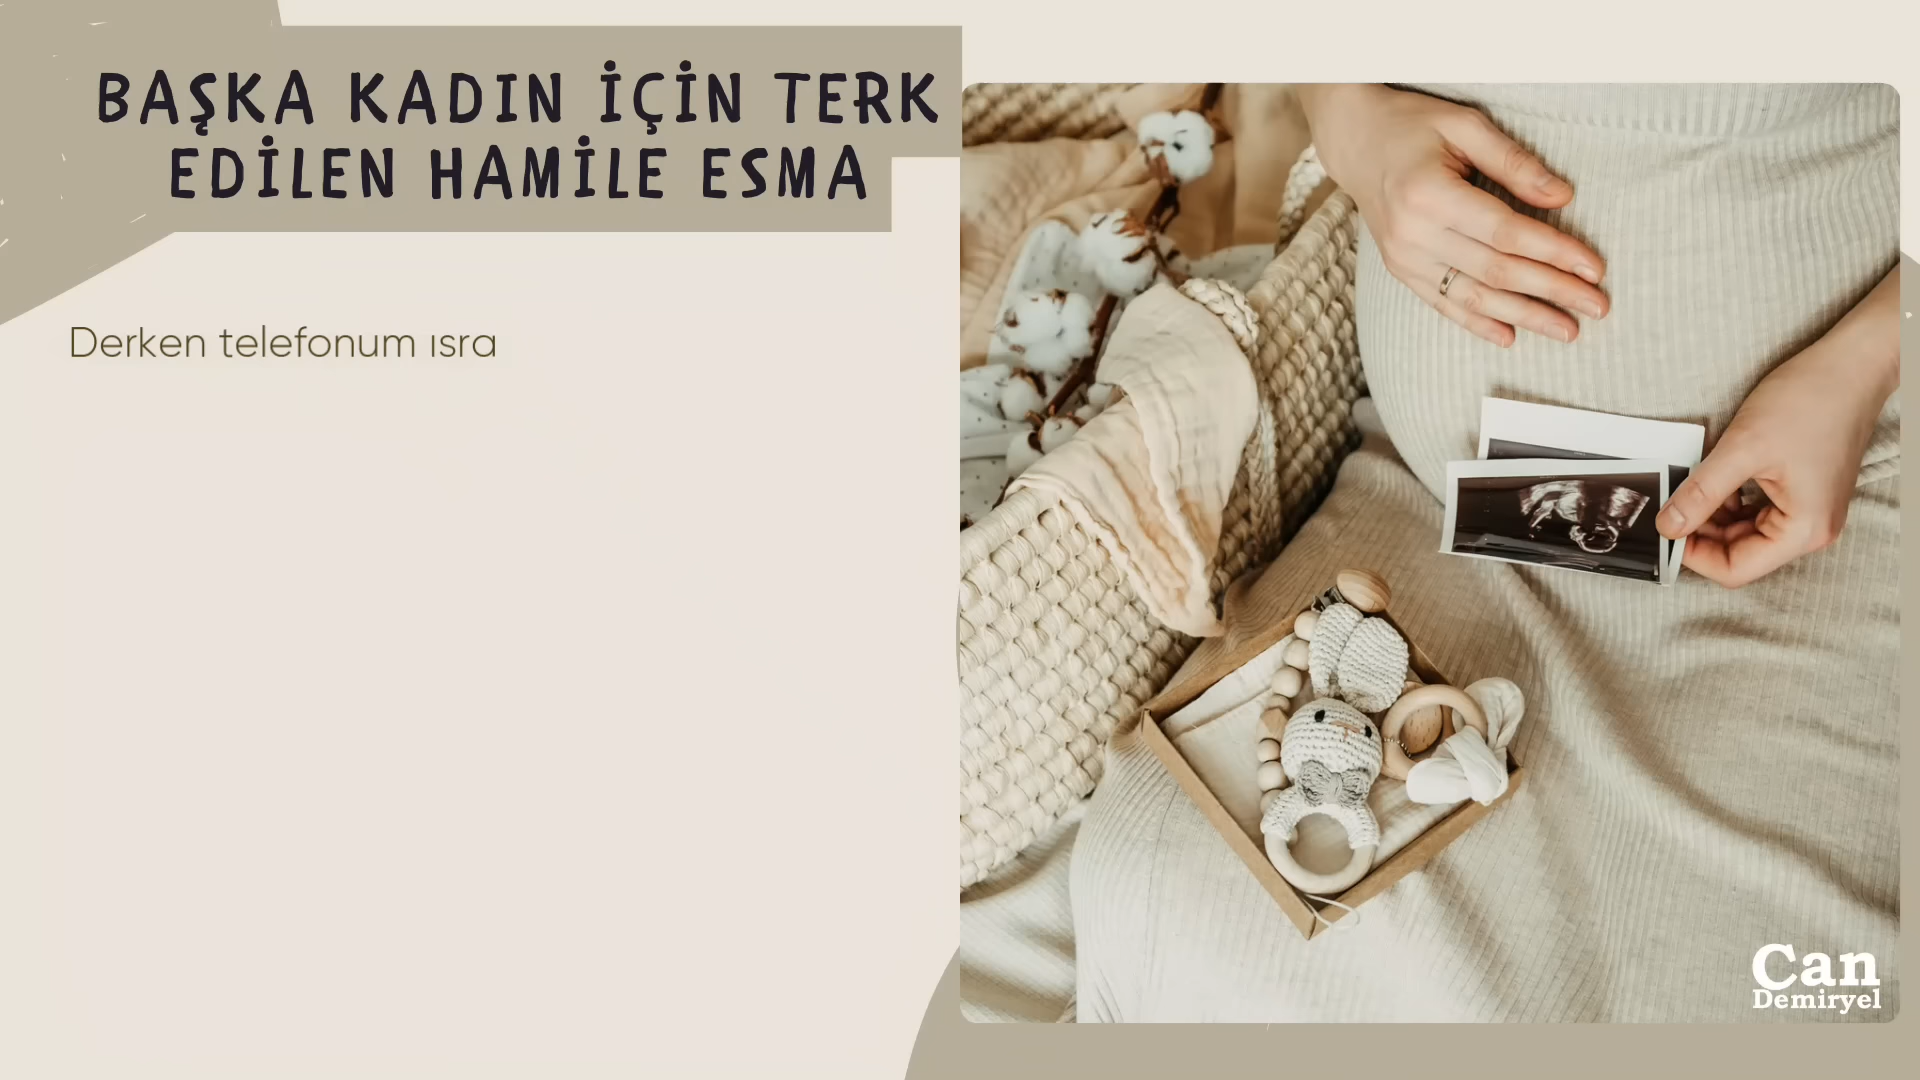 BAŞKA KADIN İÇİN TERK
EDİLEN HAMİLE ESMA
Derken telefonum ısra
Can
Demiryel